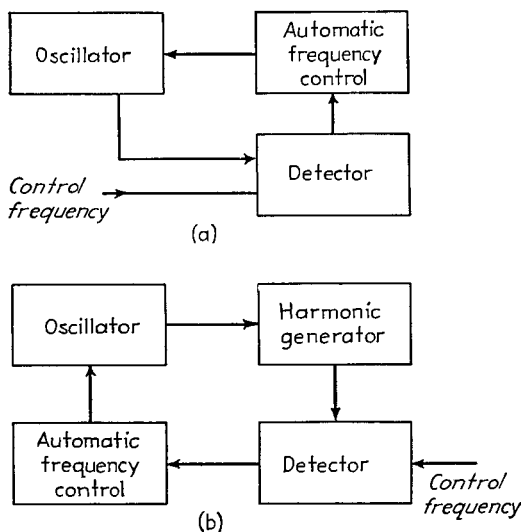 Oscillator
Automatic
frequency
control
Detector
Control
frequency
(a)
Oscillator
Harmonic
generator
Automatic
frequency
control
Detector
Control
frequency
(b)